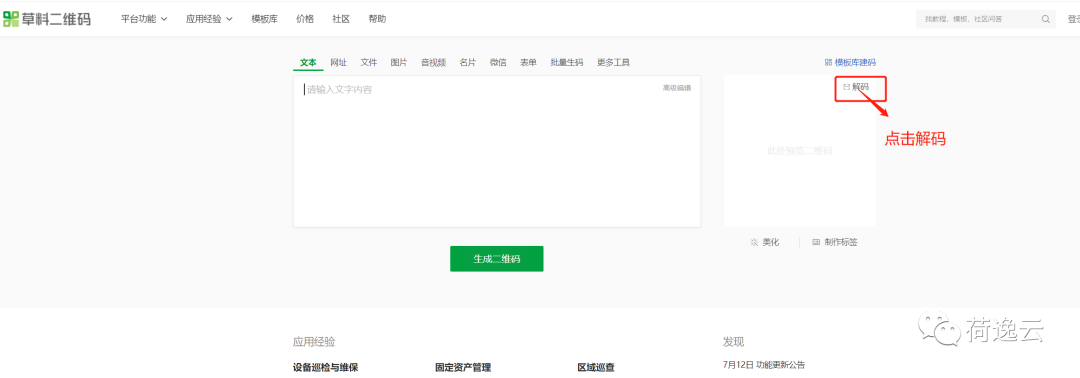 草料二维码
平台功能 应用经验 模板库 价格 社区 帮助
找教程、模板、社区问答
文本 网址 文件 图片 音视频 名片 微信 表单 批量生码 更多工具
模板库建码
请输入文字内容
高级编辑
解码
点击解码
此处预览二维码
美化 制作标签
生成二维码
荷逸云
应用经验
发现
设备巡检与维保 固定资产管理 区域巡查
7月12日 功能更新公告